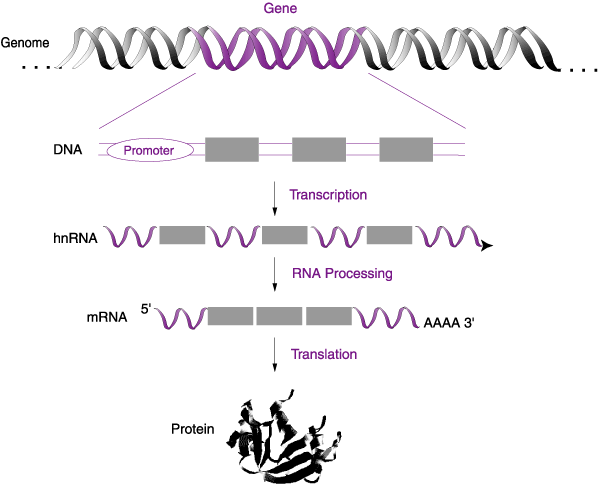 Gene
Genome
DNA
Promoter
Transcription
hnRNA
RNA Processing
mRNA
5'
AAAA 3'
Translation
Protein